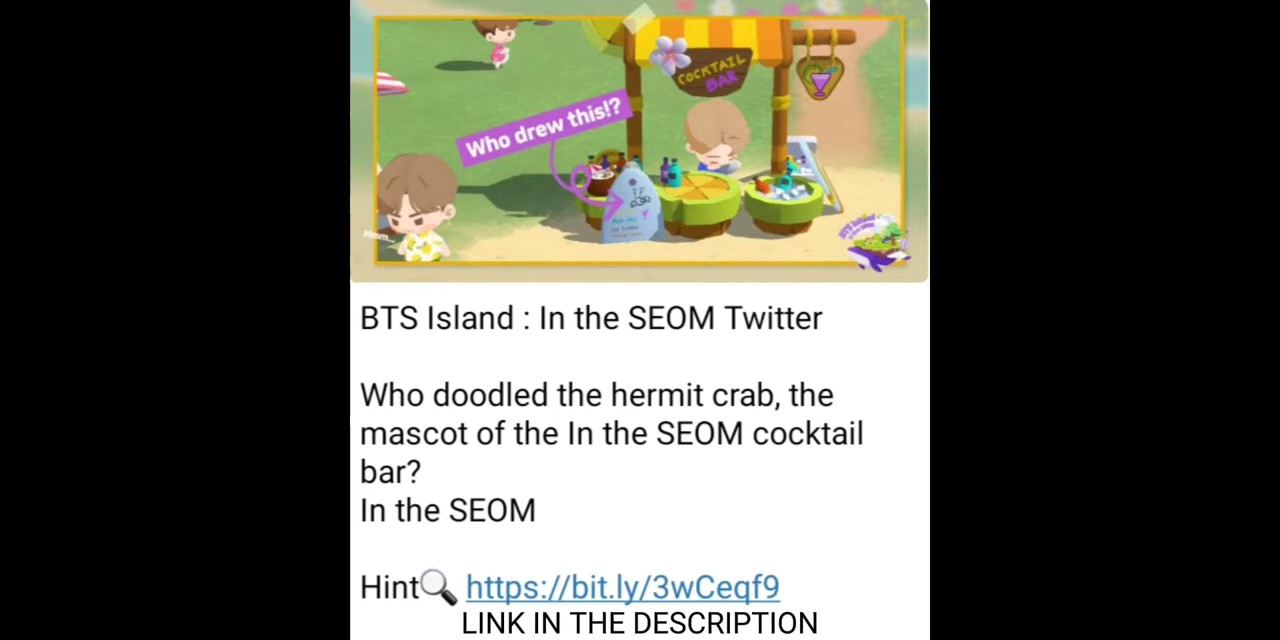 COCKTAIL
BAR
Who drew this!?
Hmm...
BTS Island : In the SEOM Twitter
Who doodled the hermit crab, the
mascot of the In the SEOM cocktail
bar?
In the SEOM
Hint🔍 https://bit.ly/3wCeqf9
LINK IN THE DESCRIPTION